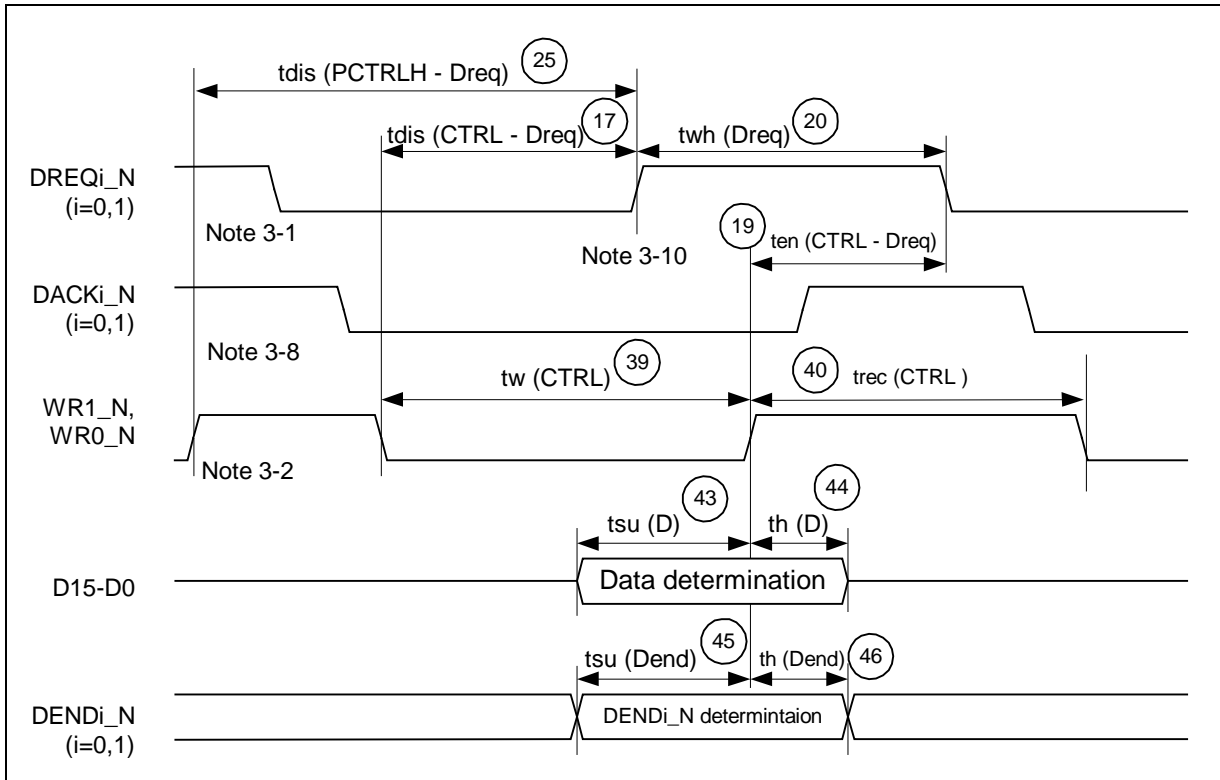 25
tdis (PCTRLH - Dreq)
17
tdis (CTRL - Dreq)
20
twh (Dreq)
DREQi_N
(i=0,1)
Note 3-1
19
Note 3-10
ten (CTRL - Dreq)
DACKi_N
(i=0,1)
Note 3-8
39
tw (CTRL)
40
trec (CTRL )
WR1_N,
WR0_N
Note 3-2
43
tsu (D)
44
th (D)
D15-D0
Data determination
45
tsu (Dend)
th (Dend)
46
DENDi_N
(i=0,1)
DENDi_N determintaion